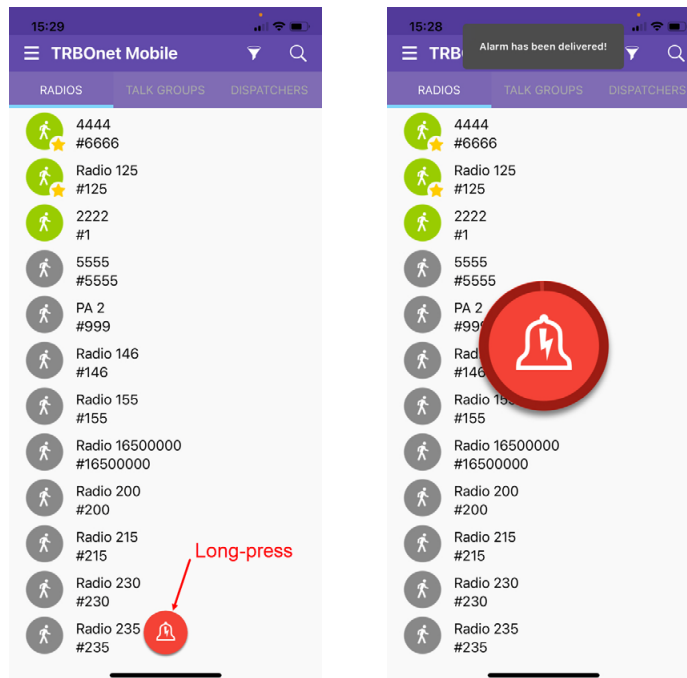 15:29
TRBOnet Mobile
RADIOS TALK GROUPS DISPATCHERS
4444
#6666
Radio 125
#125
2222
#1
5555
#5555
PA 2
#999
Radio 146
#146
Radio 155
#155
Radio 16500000
#16500000
Radio 200
#200
Radio 215
#215
Long-press
Radio 230
#230
Radio 235
#235
15:28
Alarm has been delivered!
TRB
RADIOS TALK GROUPS DISPATCHERS
4444
#6666
Radio 125
#125
2222
#1
5555
#5555
PA 2
#99
Rad
#146
Radio 155
#155
Radio 16500000
#16500000
Radio 200
#200
Radio 215
#215
Radio 230
#230
Radio 235
#235